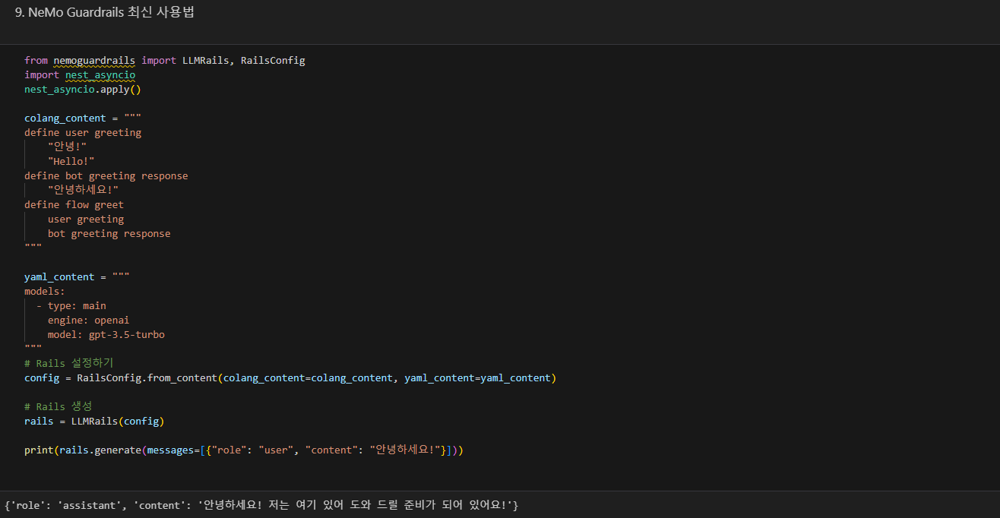 9. NeMo Guardrails 최신 사용법
from nemoguardrails import LLMRails, RailsConfig
import nest_asyncio
nest_asyncio.apply()
colang_content = """
define user greeting
"안녕!"
"Hello!"
define bot greeting response
"안녕하세요!"
define flow greet
user greeting
bot greeting response
"""
yaml_content = """
models:
- type: main
engine: openai
model: gpt-3.5-turbo
"""
# Rails 설정하기
config = RailsConfig.from_content(colang_content=colang_content, yaml_content=yaml_content)
# Rails 생성
rails = LLMRails(config)
print(rails.generate(messages=[{"role": "user", "content": "안녕하세요!"}]))
{'role': 'assistant', 'content': '안녕하세요! 저는 여기 있어 도와 드릴 준비가 되어 있어요!'}